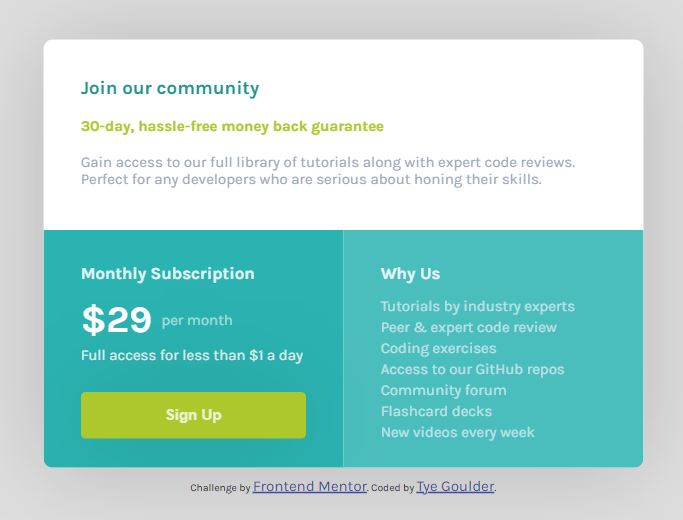 Join our community
30-day, hassle-free money back guarantee
Gain access to our full library of tutorials along with expert code reviews.
Perfect for any developers who are serious about honing their skills.
Monthly Subscription
$29 per month
Full access for less than $1 a day
Sign Up
Why Us
Tutorials by industry experts
Peer & expert code review
Coding exercises
Access to our GitHub repos
Community forum
Flashcard decks
New videos every week
Challenge by Frontend Mentor. Coded by Tye Goulder.